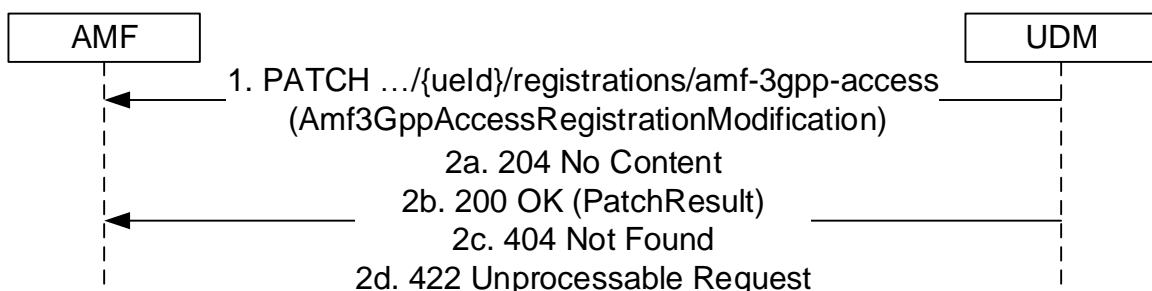 AMF
UDM
1. PATCH …/{ueId}/registrations/amf-3gpp-access
(Amf3GppAccessRegistrationModification)
2a. 204 No Content
2b. 200 OK (PatchResult)
2c. 404 Not Found
2d. 422 Unprocessable Request